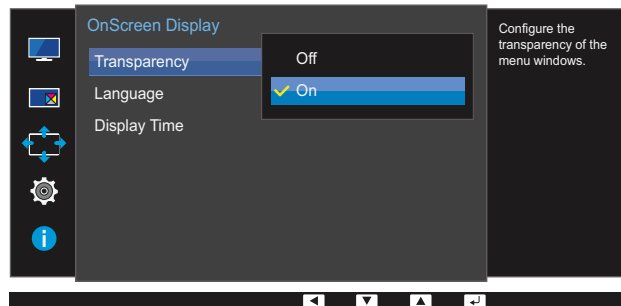 OnScreen Display
Transparency
Off
On
Language
Display Time
Configure the
transparency of the
menu windows.